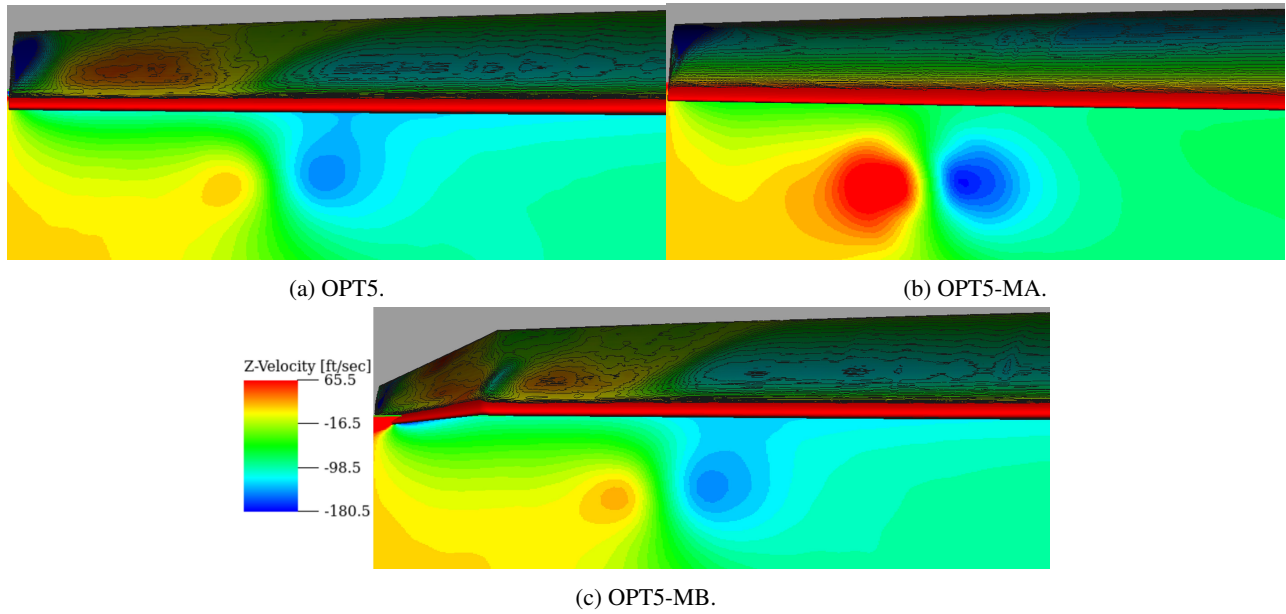 (a) OPT5.
(b) OPT5-MA.
Z-Velocity [ft/sec]
65.5
-16.5
-98.5
-180.5
(c) OPT5-MB.